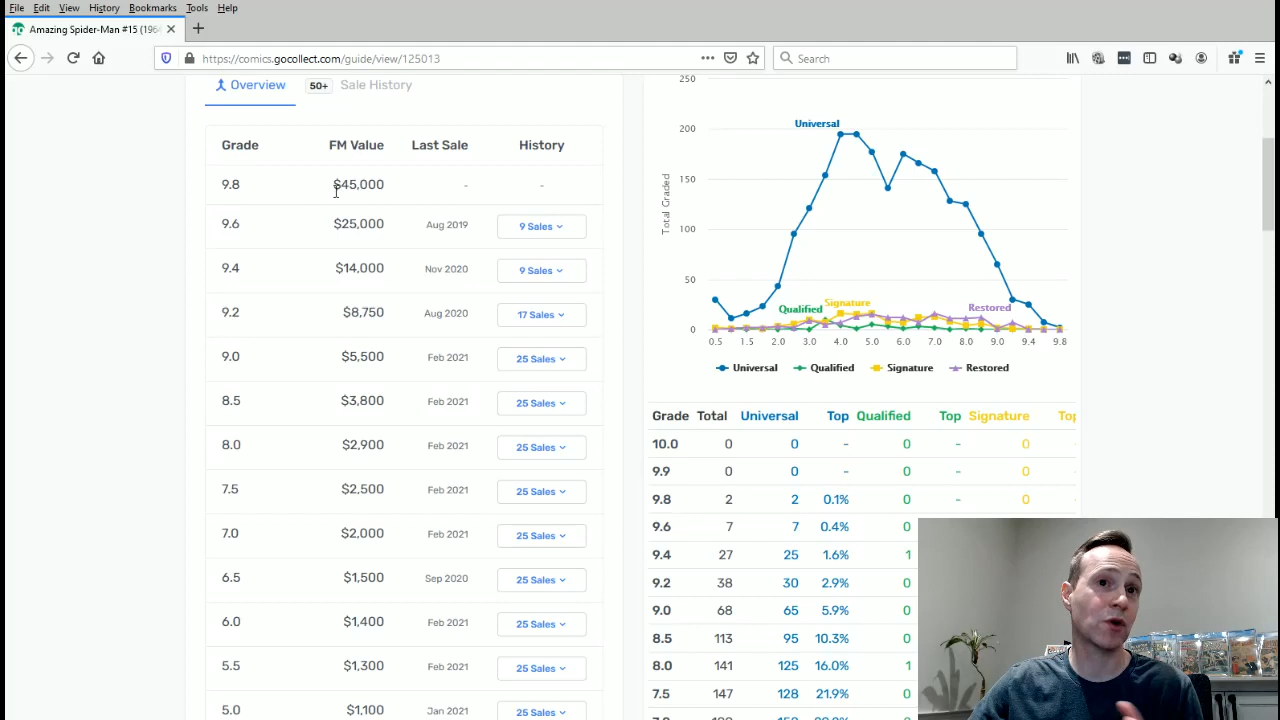 File Edit View History Bookmarks Tools Help
Amazing Spider-Man #15 (1964
https://comics.gocollect.com/guide/view/125013
Search
Overview 50+ Sale History
Grade FM Value Last Sale History
9.8 $45,000 - -
9.6 $25,000 Aug 2019 9 Sales
9.4 $14,000 Nov 2020 9 Sales
9.2 $8,750 Aug 2020 17 Sales
9.0 $5,500 Feb 2021 25 Sales
8.5 $3,800 Feb 2021 25 Sales
8.0 $2,900 Feb 2021 25 Sales
7.5 $2,500 Feb 2021 25 Sales
7.0 $2,000 Feb 2021 25 Sales
6.5 $1,500 Sep 2020 25 Sales
6.0 $1,400 Feb 2021 25 Sales
5.5 $1,300 Feb 2021 25 Sales
5.0 $1,100 Jan 2021 25 Sales
250
200
150
100
50
0
Total Graded
Universal
Qualified
Signature
Restored
0.5 1.5 2.0 3.0 4.0 5.0 6.0 7.0 8.0 9.0 9.4 9.8
Universal Qualified Signature Restored
Grade Total Universal Top Qualified Top Signature Top
10.0 0 0 - 0 - 0 -
9.9 0 0 - 0 - 0 -
9.8 2 2 0.1% 0 - 0 -
9.6 7 7 0.4% 0
9.4 27 25 1.6% 1
9.2 38 30 2.9% 0
9.0 68 65 5.9% 0
8.5 113 95 10.3% 0
8.0 141 125 16.0% 1
7.5 147 128 21.9% 0